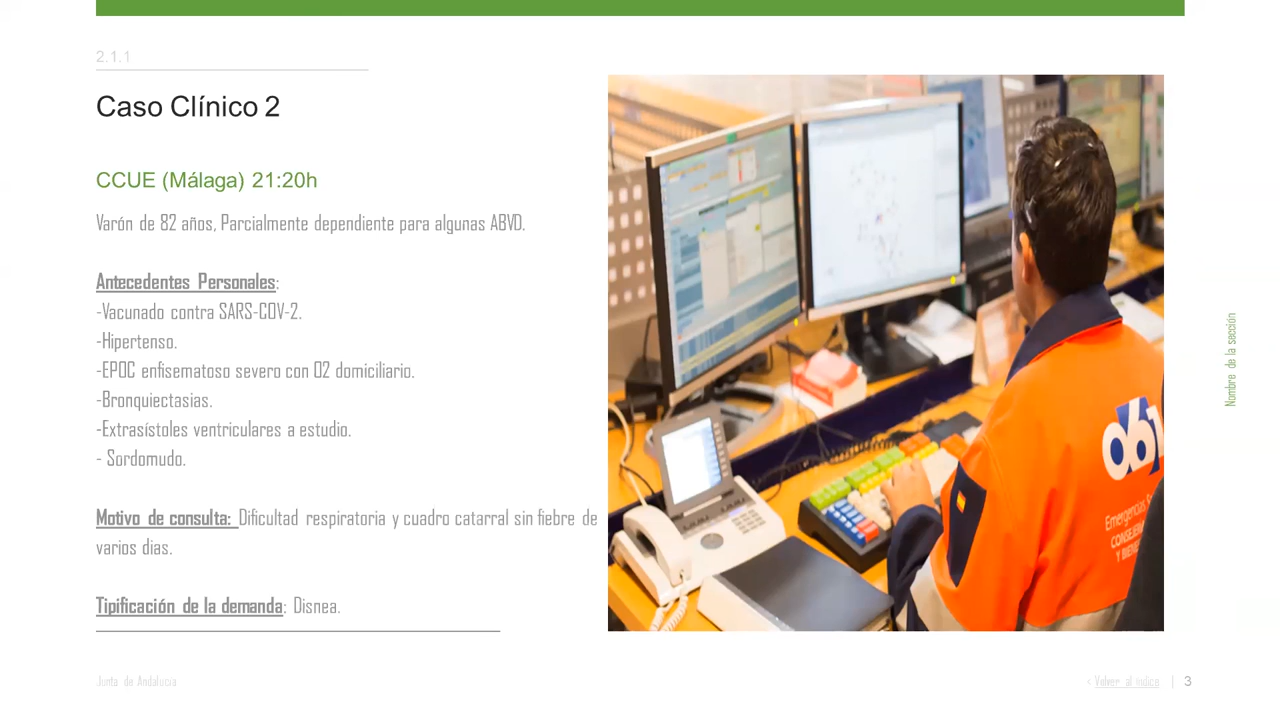 2.1.1
Caso Clínico 2
CCUE (Málaga) 21:20h
Varón de 82 años, Parcialmente dependiente para algunas ABVD.
Antecedentes Personales:
-Vacunado contra SARS-COV-2.
-Hipertenso.
-EPOC enfisematoso severo con O2 domiciliario.
-Bronquiectasias.
-Extrasístoles ventriculares a estudio.
- Sordomudo.
Motivo de consulta: Dificultad respiratoria y cuadro catarral sin fiebre de
varios días.
Tipificación de la demanda: Disnea.
061
Emergencias
Nombre de la sección
Junta de Andalucía
< Volver al índice | 3